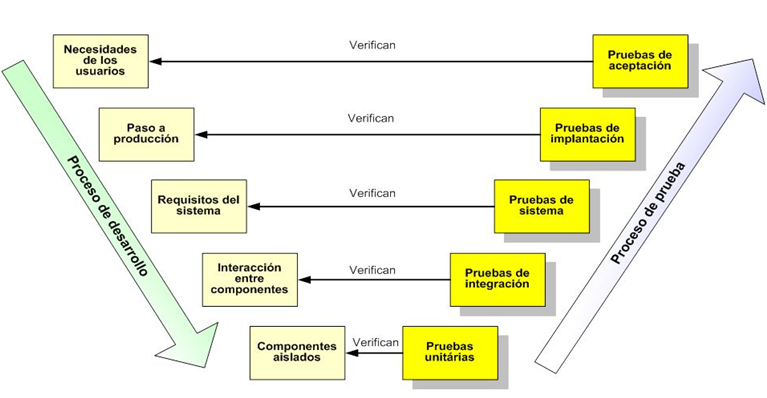 Necesidades
de los
usuarios
Verifican
Pruebas de
aceptación
Paso a
producción
Verifican
Pruebas de
implantación
Requisitos del
sistema
Verifican
Pruebas de
sistema
Interacción
entre
componentes
Verifican
Pruebas de
integración
Componentes
aislados
Verifican
Pruebas
unitárias
Proceso de desarrollo
Proceso de prueba